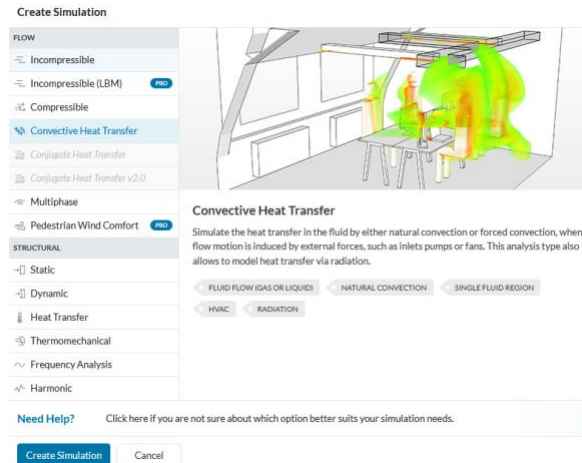 Create Simulation
FLOW
Incompressible
Incompressible (LBM) PRO
Compressible
Convective Heat Transfer
Conjugate Heat Transfer
Conjugate Heat Transfer v2.0
Multiphase
Pedestrian Wind Comfort PRO
STRUCTURAL
Static
Dynamic
Heat Transfer
Thermomechanical
Frequency Analysis
Harmonic
Convective Heat Transfer
Simulate the heat transfer in the fluid by either natural convection or forced convection, when
flow motion is induced by external forces, such as inlets pumps or fans. This analysis type also
allows to model heat transfer via radiation.
FLUID FLOW (GAS OR LIQUID) NATURAL CONVECTION SINGLE FLUID REGION
HVAC RADIATION
Need Help? Click here if you are not sure about which option better suits your simulation needs.
Create Simulation Cancel